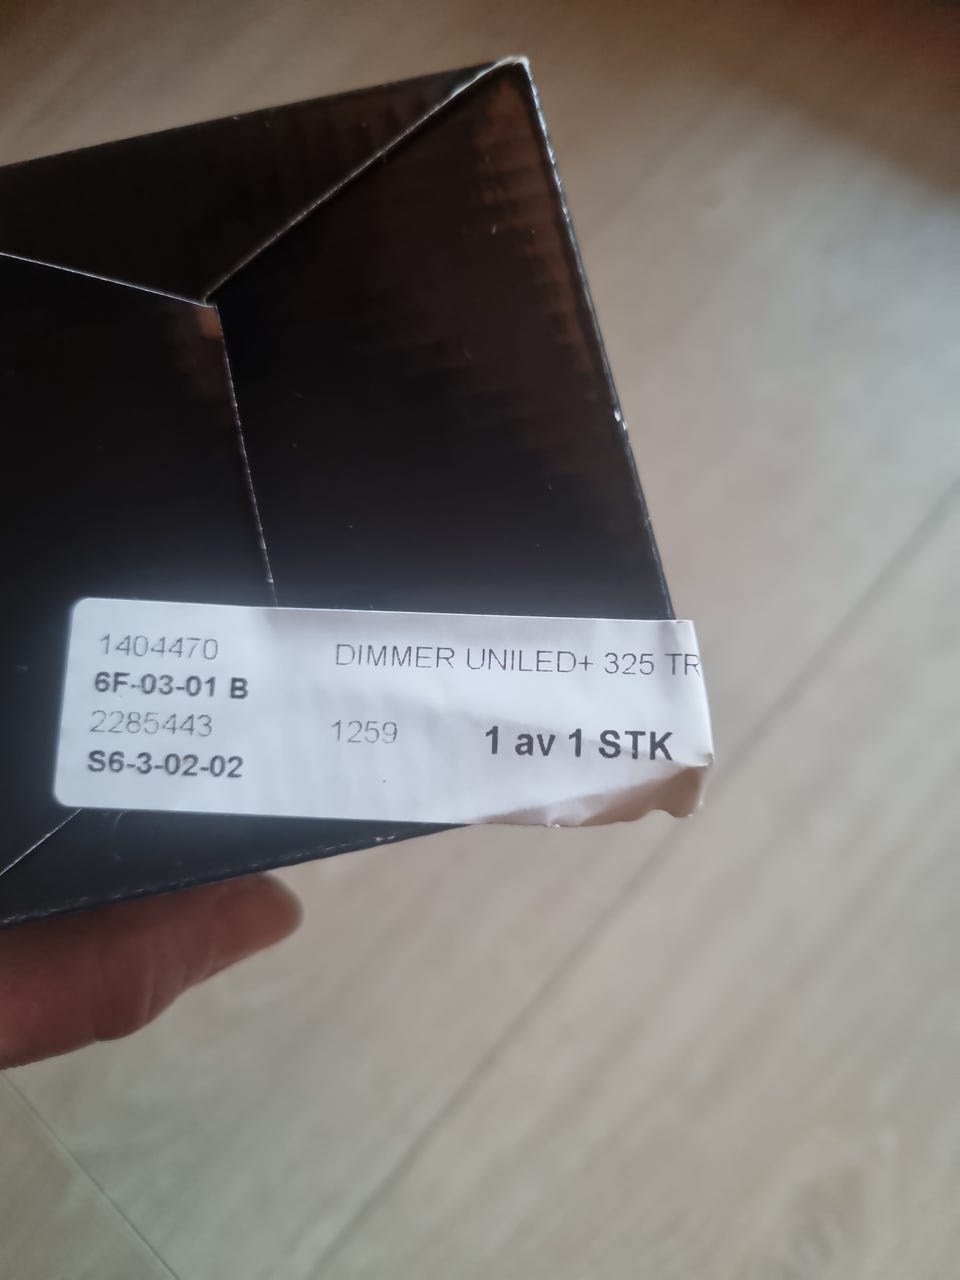 1404470 DIMMER UNILED+ 325 TR
6F-03-01 B
2285443 1259 1 av 1 STK
S6-3-02-02